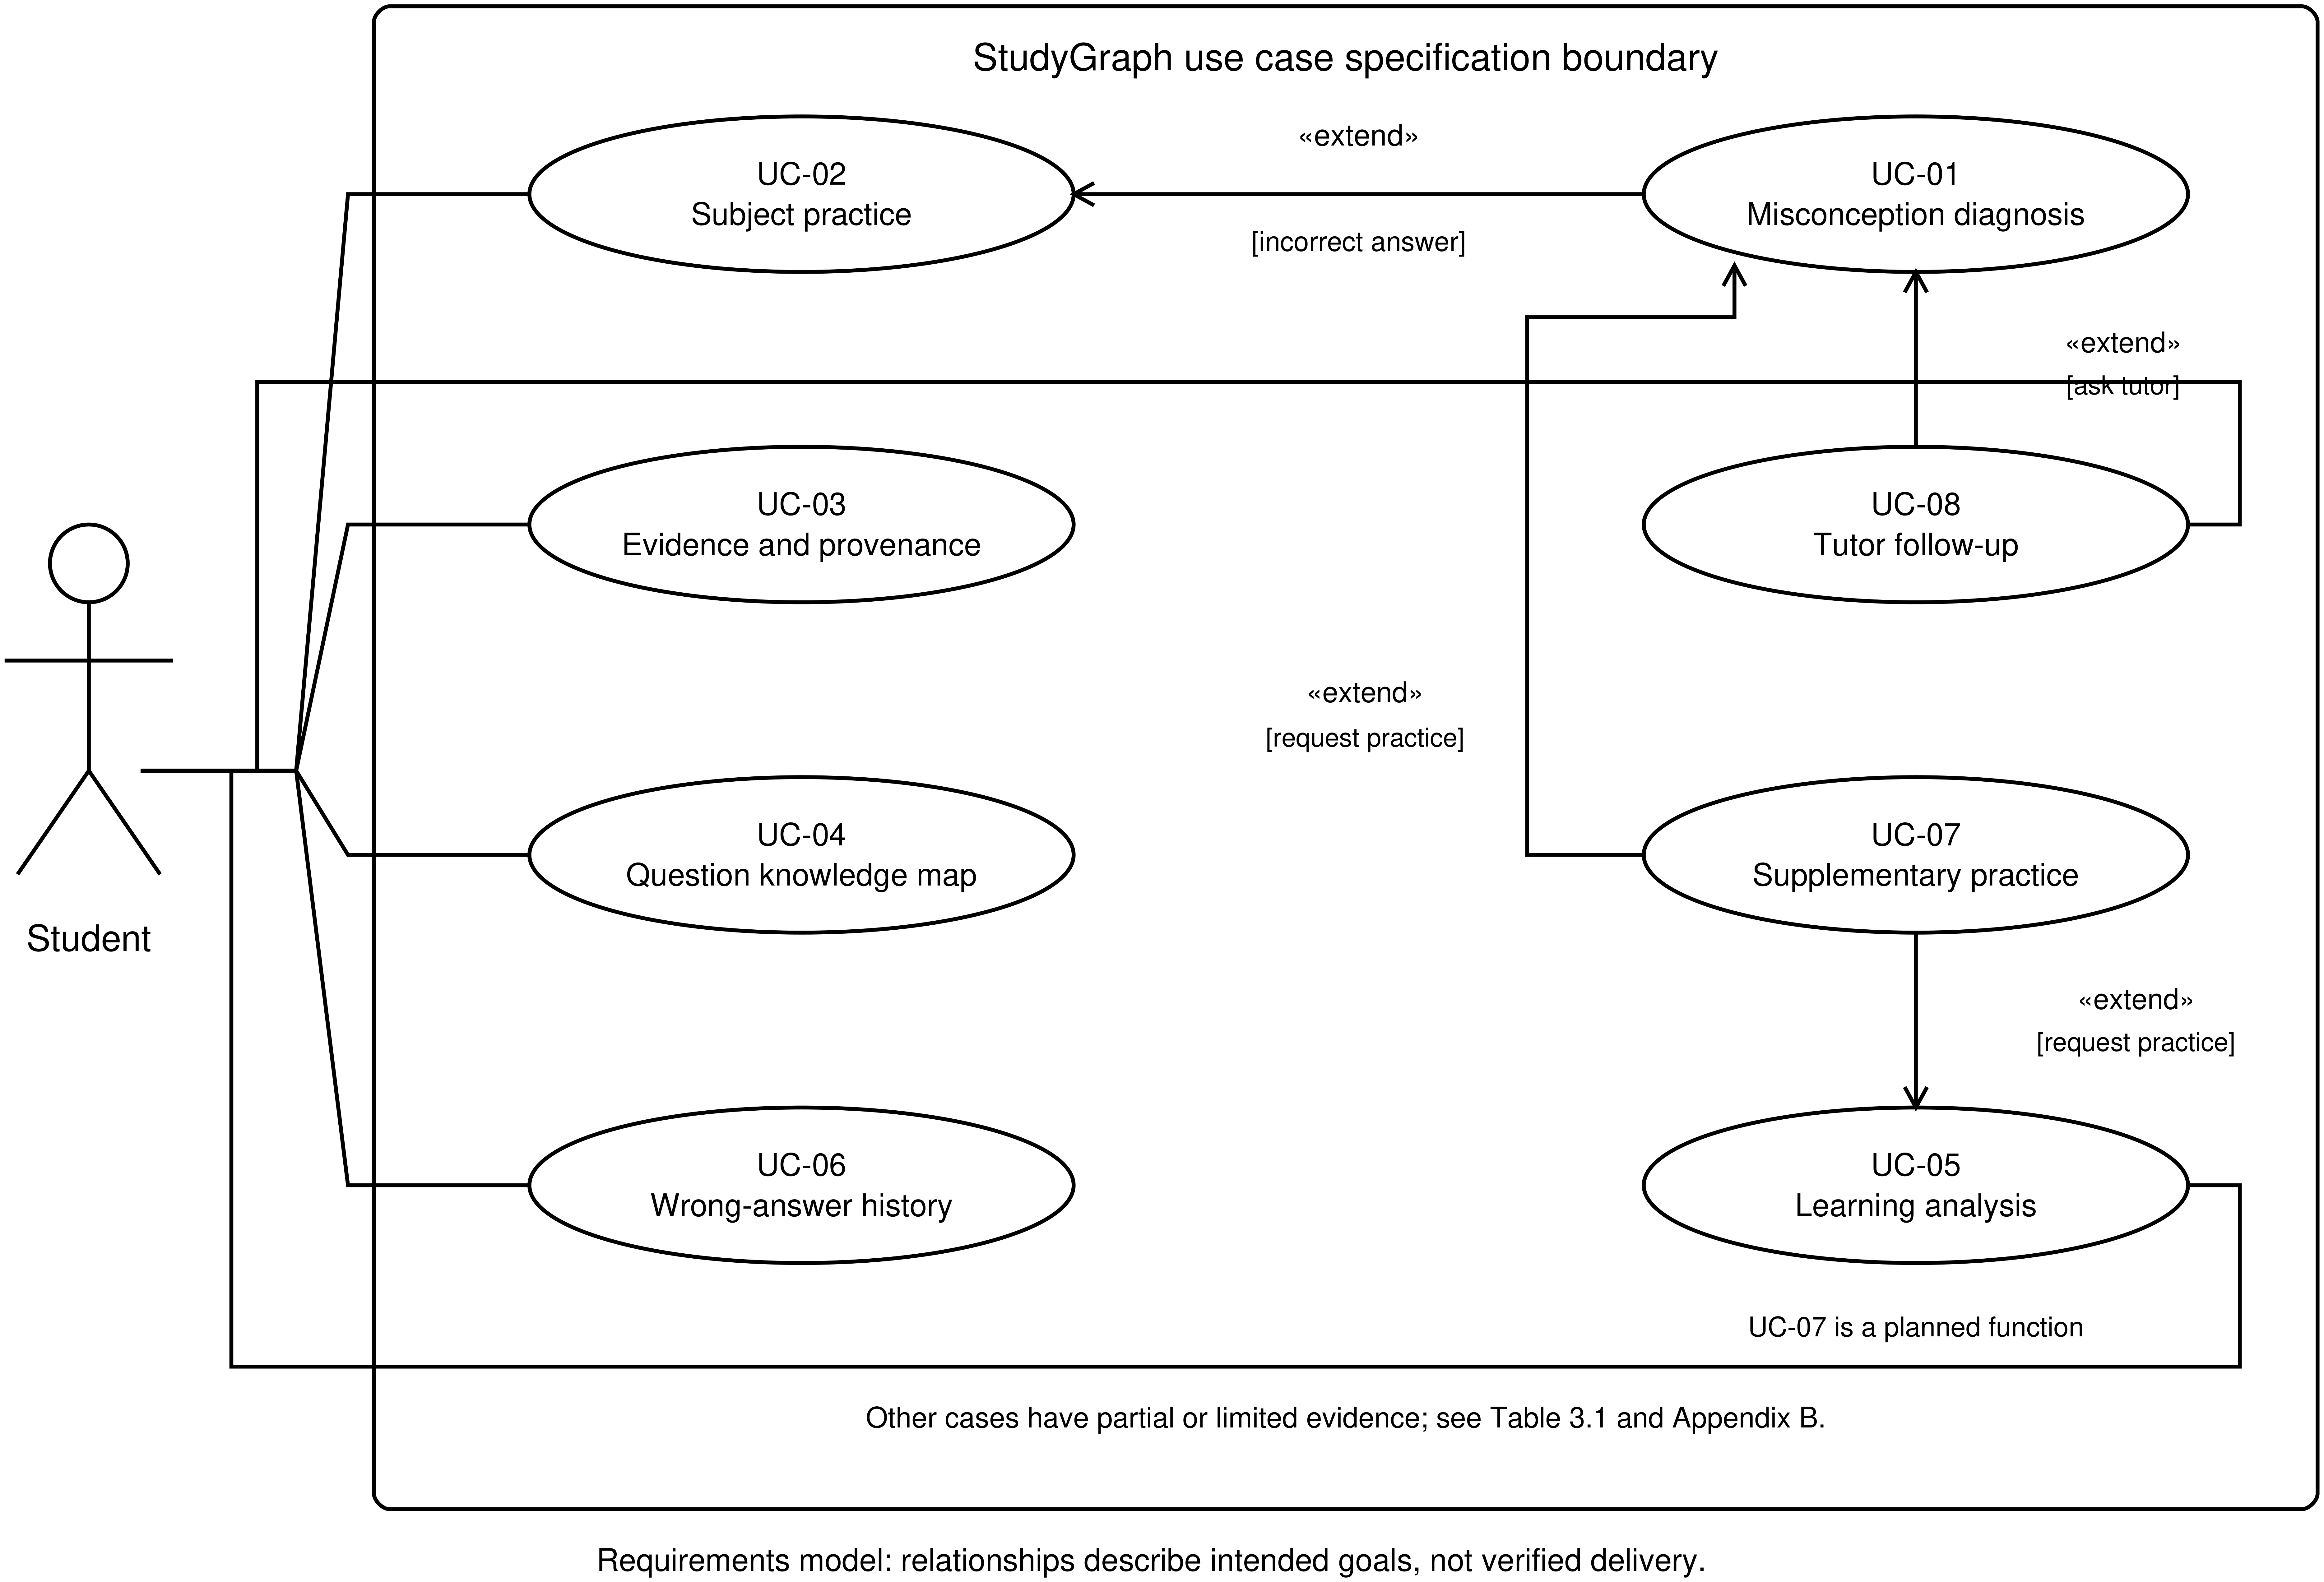 StudyGraph use case specification boundary
«extend»
UC-02
Subject practice
UC-01
Misconception diagnosis
[incorrect answer]
«extend»
[ask tutor]
UC-03
Evidence and provenance
UC-08
Tutor follow-up
«extend»
[request practice]
UC-04
Question knowledge map
UC-07
Supplementary practice
Student
«extend»
[request practice]
UC-06
Wrong-answer history
UC-05
Learning analysis
UC-07 is a planned function
Other cases have partial or limited evidence; see Table 3.1 and Appendix B.
Requirements model: relationships describe intended goals, not verified delivery.